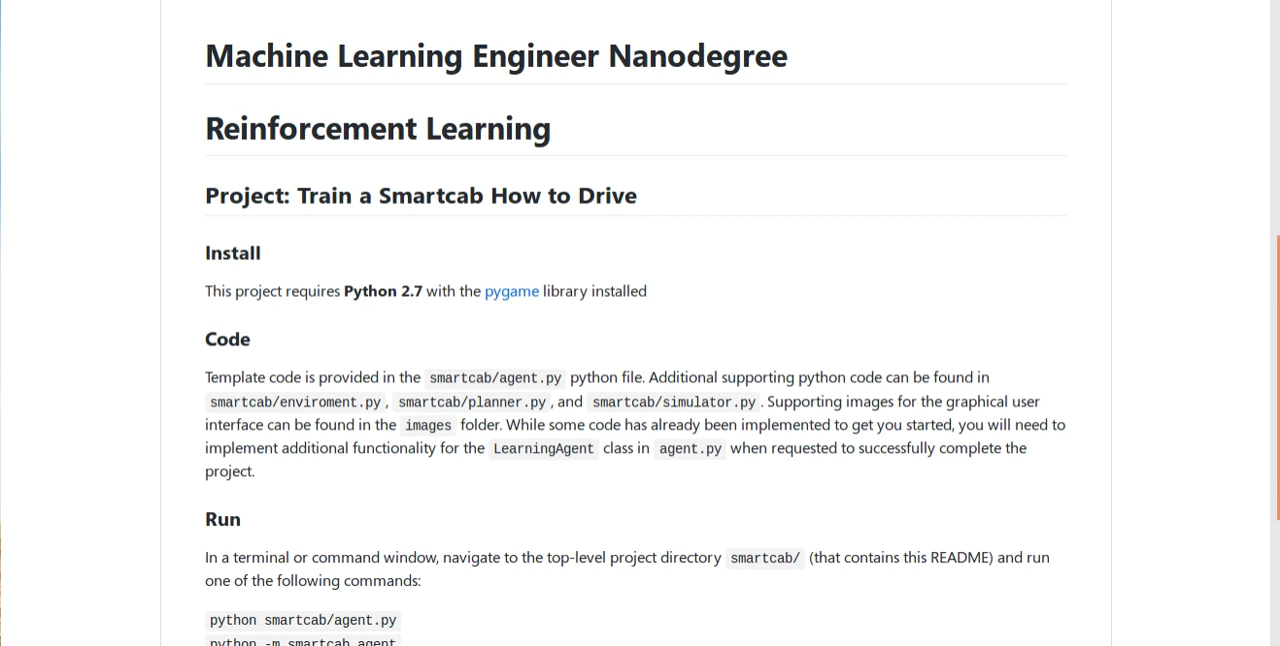 Machine Learning Engineer Nanodegree
Reinforcement Learning
Project: Train a Smartcab How to Drive
Install
This project requires Python 2.7 with the pygame library installed
Code
Template code is provided in the smartcab/agent.py python file. Additional supporting python code can be found in
smartcab/enviroment.py, smartcab/planner.py, and smartcab/simulator.py. Supporting images for the graphical user
interface can be found in the images folder. While some code has already been implemented to get you started, you will need to
implement additional functionality for the LearningAgent class in agent.py when requested to successfully complete the
project.
Run
In a terminal or command window, navigate to the top-level project directory smartcab/ (that contains this README) and run
one of the following commands:
python smartcab/agent.py
python -m smartcab.agent